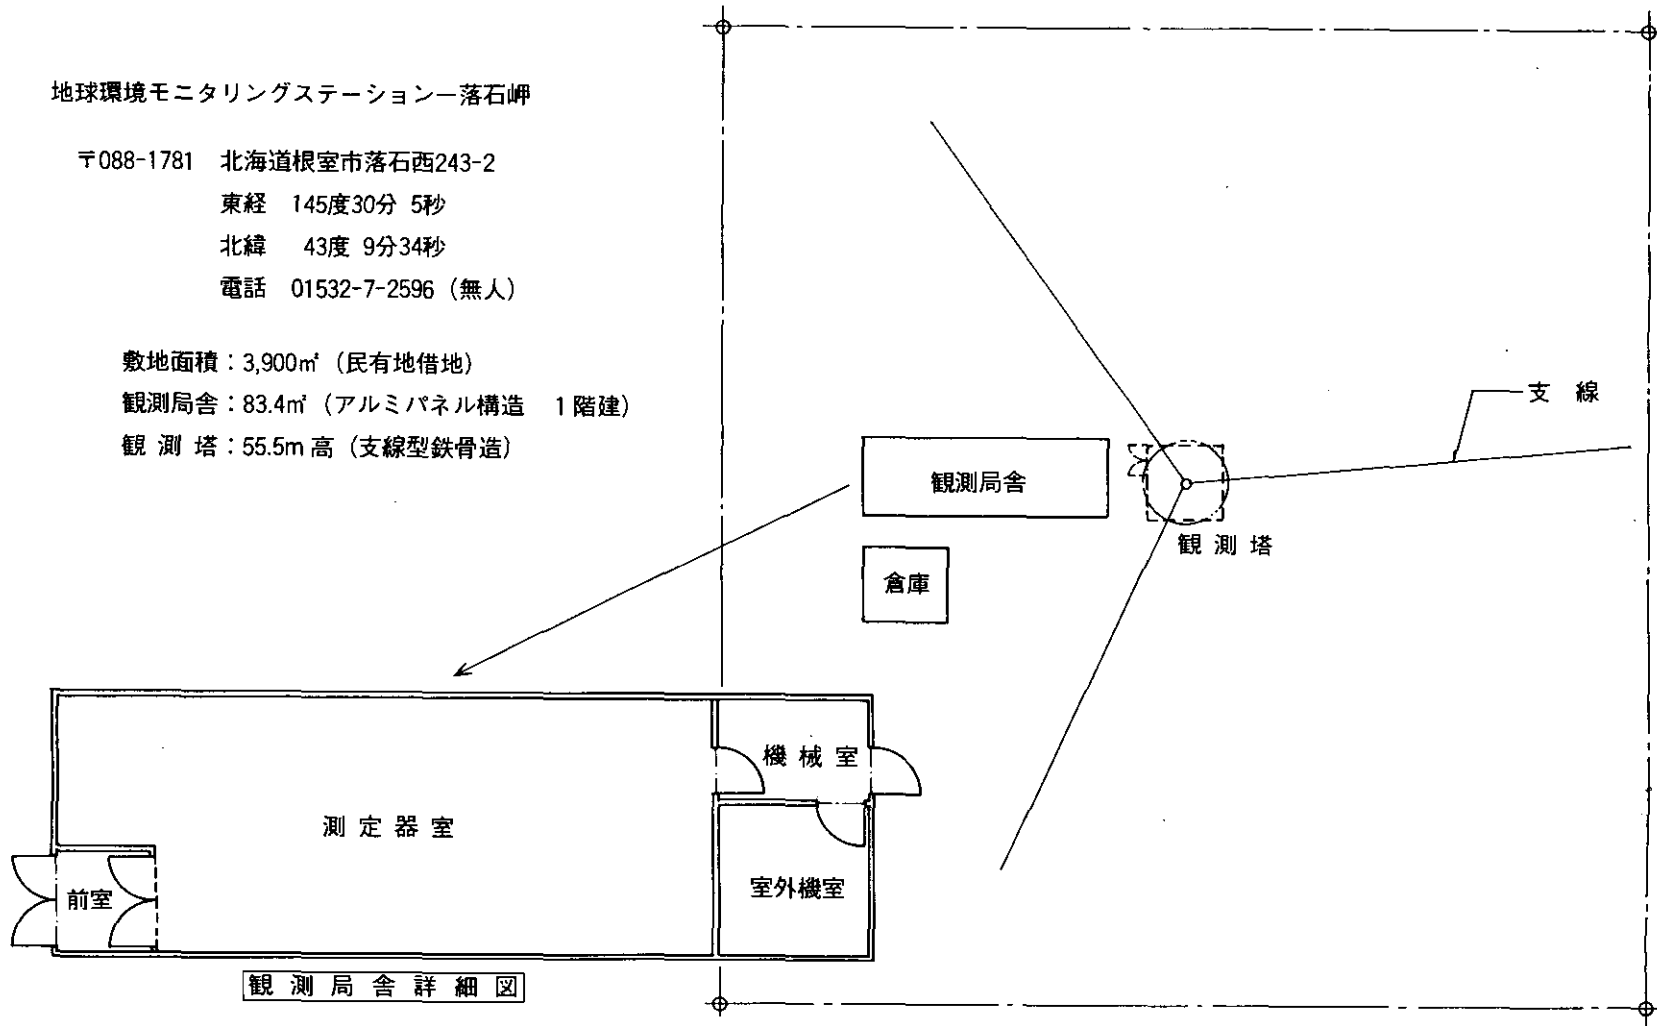 地球環境モニタリングステーション―落石岬
〒088-1781 北海道根室市落石西243-2
東経 145度30分 5秒
北緯 43度 9分34秒
電話 01532-7-2596（無人）
敷地面積：3,900㎡（民有地借地）
観測局舎：83.4㎡（アルミパネル構造 1階建）
観 測 塔：55.5m 高（支線型鉄骨造）
支 線
観測局舎
観 測 塔
倉庫
機 械 室
測 定 器 室
室外機室
前室
観 測 局 舎 詳 細 図